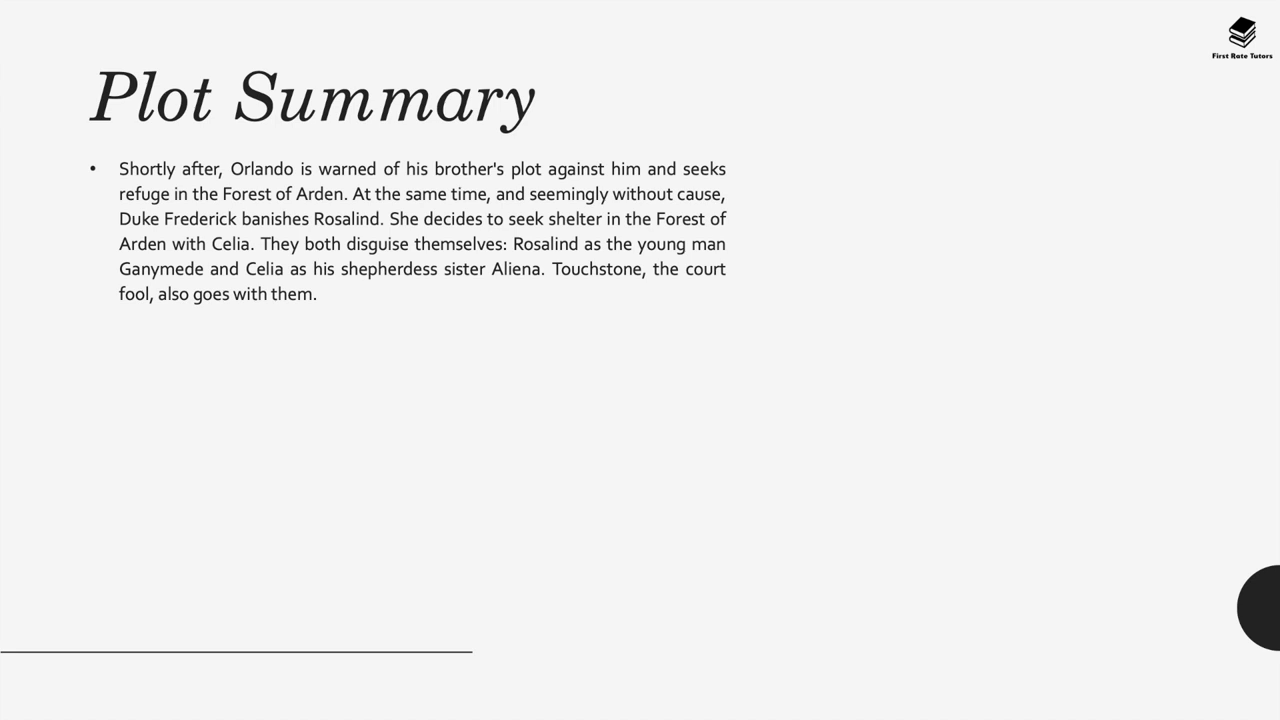 First Rate Tutors
Plot Summary
• Shortly after, Orlando is warned of his brother's plot against him and seeks
refuge in the Forest of Arden. At the same time, and seemingly without cause,
Duke Frederick banishes Rosalind. She decides to seek shelter in the Forest of
Arden with Celia. They both disguise themselves: Rosalind as the young man
Ganymede and Celia as his shepherdess sister Aliena. Touchstone, the court
fool, also goes with them.